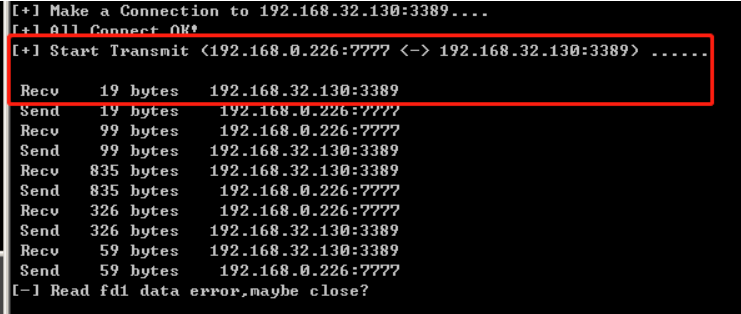 [+] Make a Connection to 192.168.32.130:3389....
[+] All Connect OK!
[+] Start Transmit (192.168.0.226:7777 <-> 192.168.32.130:3389) ......
Recv 19 bytes 192.168.32.130:3389
Send 19 bytes 192.168.0.226:7777
Recv 99 bytes 192.168.0.226:7777
Send 99 bytes 192.168.32.130:3389
Recv 835 bytes 192.168.32.130:3389
Send 835 bytes 192.168.0.226:7777
Recv 326 bytes 192.168.0.226:7777
Send 326 bytes 192.168.32.130:3389
Recv 59 bytes 192.168.32.130:3389
Send 59 bytes 192.168.0.226:7777
[-] Read fd1 data error,maybe close?